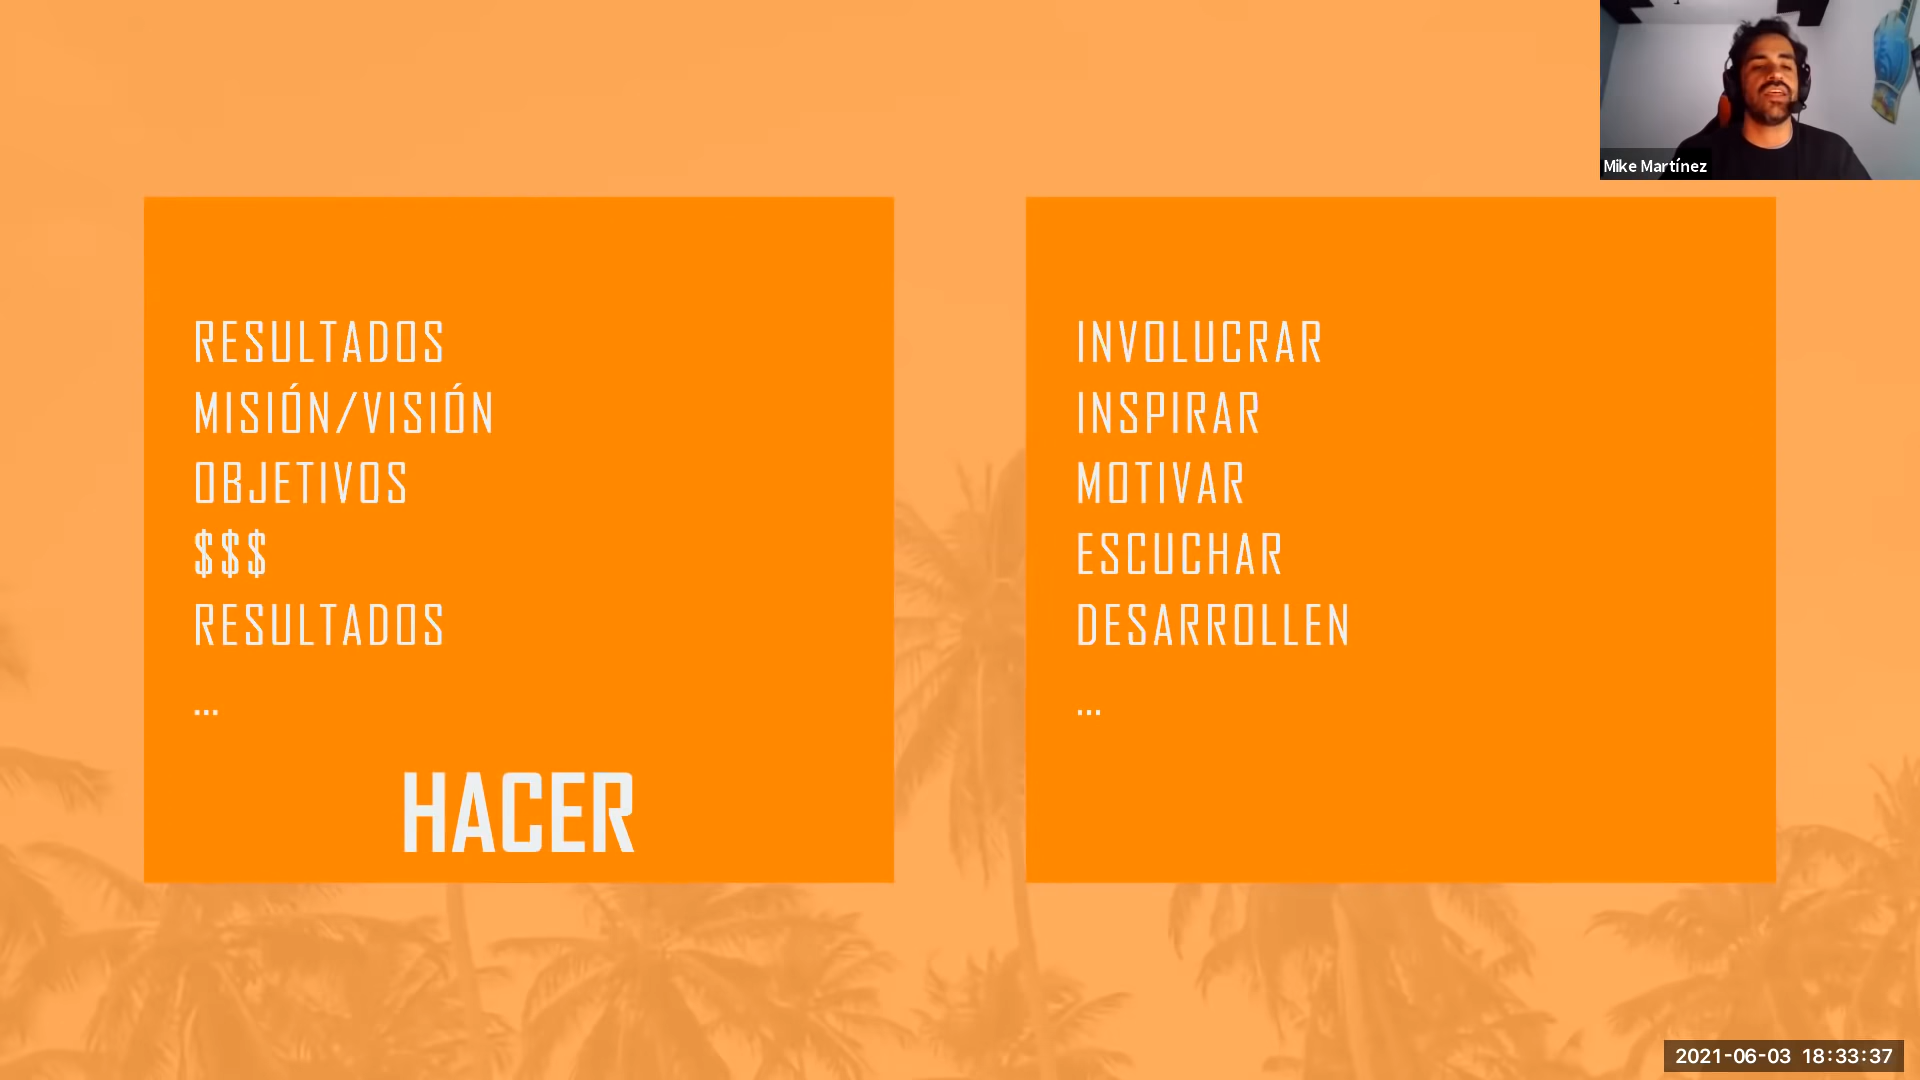 Mike Martínez
RESULTADOS
MISIÓN/VISIÓN
OBJETIVOS
$$$
RESULTADOS
...
HACER
INVOLUCRAR
INSPIRAR
MOTIVAR
ESCUCHAR
DESARROLLEN
...
2021-06-03 18:33:37